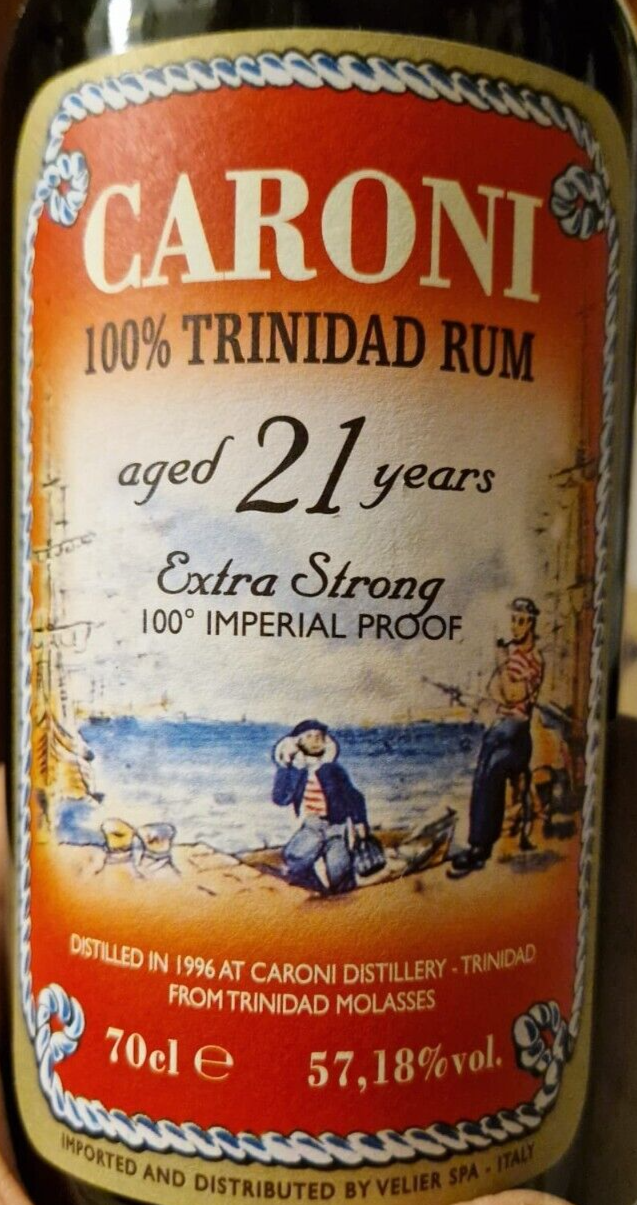 CARONI
100% TRINIDAD RUM
aged 21 years
Extra Strong
100° IMPERIAL PROOF
DISTILLED IN 1996 AT CARONI DISTILLERY - TRINIDAD
FROM TRINIDAD MOLASSES
70cl ℮ 57,18%vol.
IMPORTED AND DISTRIBUTED BY VELIER SPA - ITALY